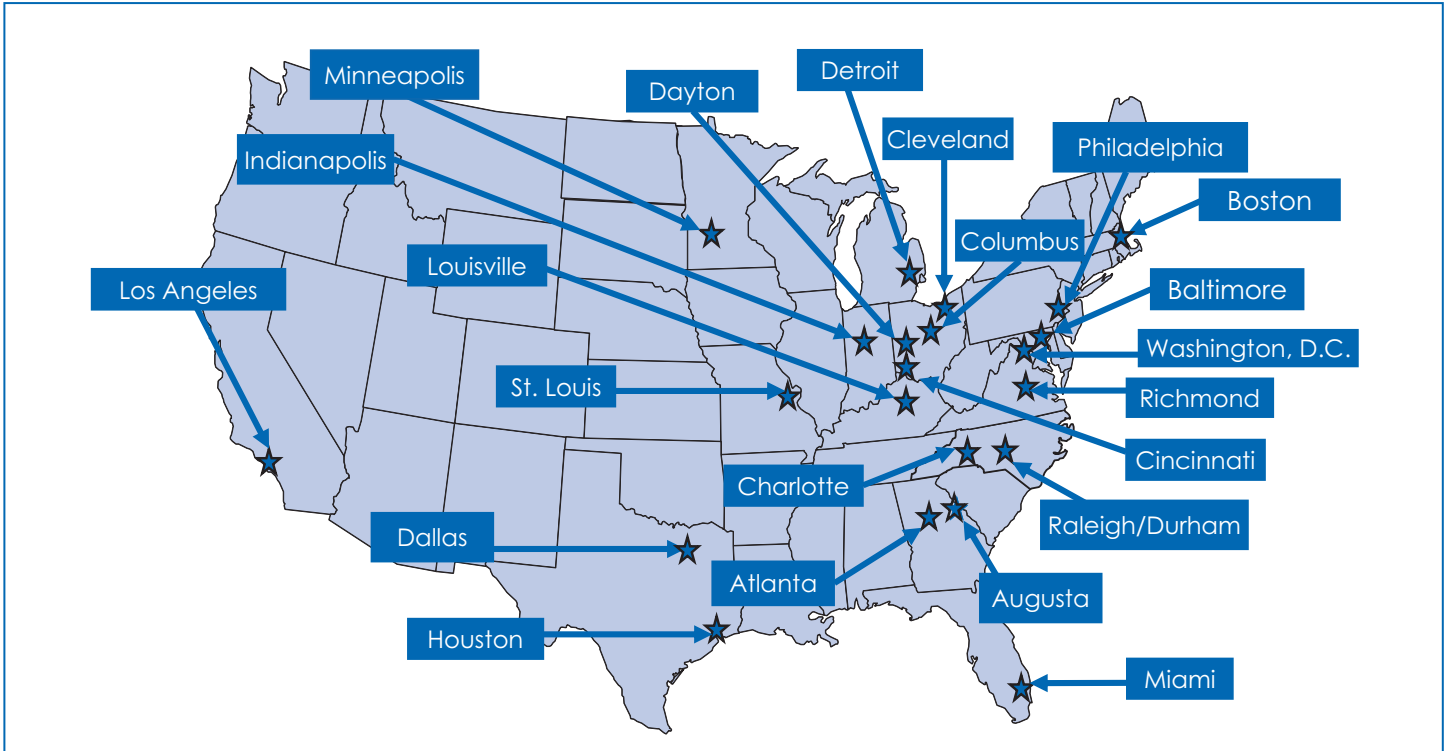 Minneapolis
Detroit
Dayton
Cleveland
Philadelphia
Indianapolis
Boston
Columbus
Louisville
Los Angeles
Baltimore
Washington, D.C.
St. Louis
Richmond
Cincinnati
Charlotte
Raleigh/Durham
Dallas
Atlanta
Augusta
Houston
Miami